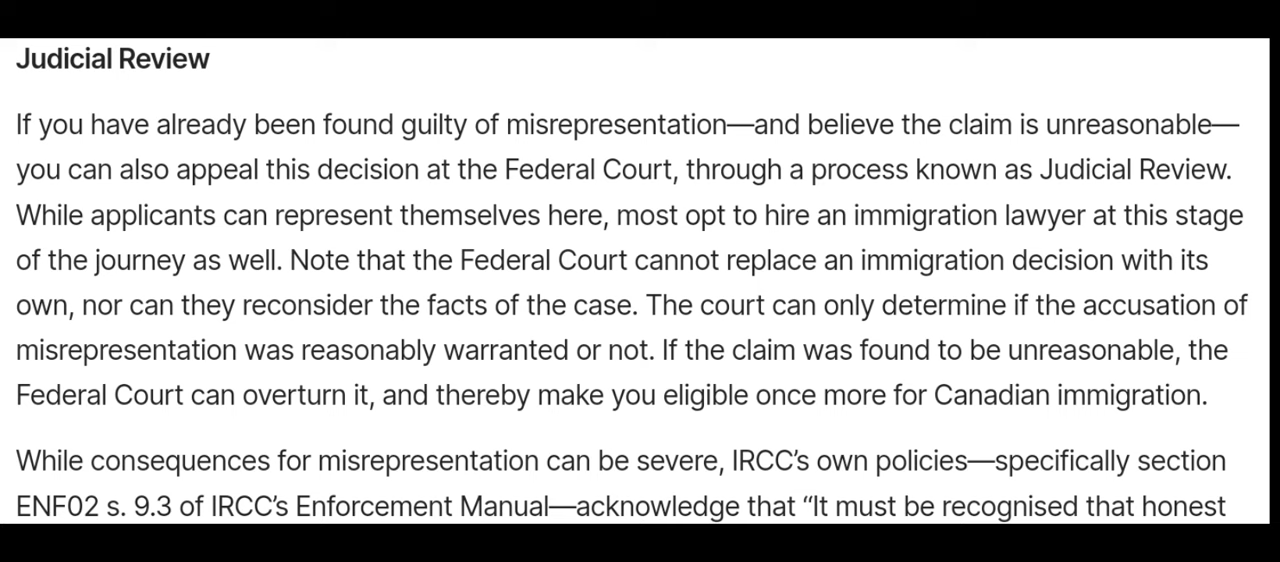 Judicial Review
If you have already been found guilty of misrepresentation—and believe the claim is unreasonable—
you can also appeal this decision at the Federal Court, through a process known as Judicial Review.
While applicants can represent themselves here, most opt to hire an immigration lawyer at this stage
of the journey as well. Note that the Federal Court cannot replace an immigration decision with its
own, nor can they reconsider the facts of the case. The court can only determine if the accusation of
misrepresentation was reasonably warranted or not. If the claim was found to be unreasonable, the
Federal Court can overturn it, and thereby make you eligible once more for Canadian immigration.
While consequences for misrepresentation can be severe, IRCC’s own policies—specifically section
ENF02 s. 9.3 of IRCC’s Enforcement Manual—acknowledge that “It must be recognised that honest